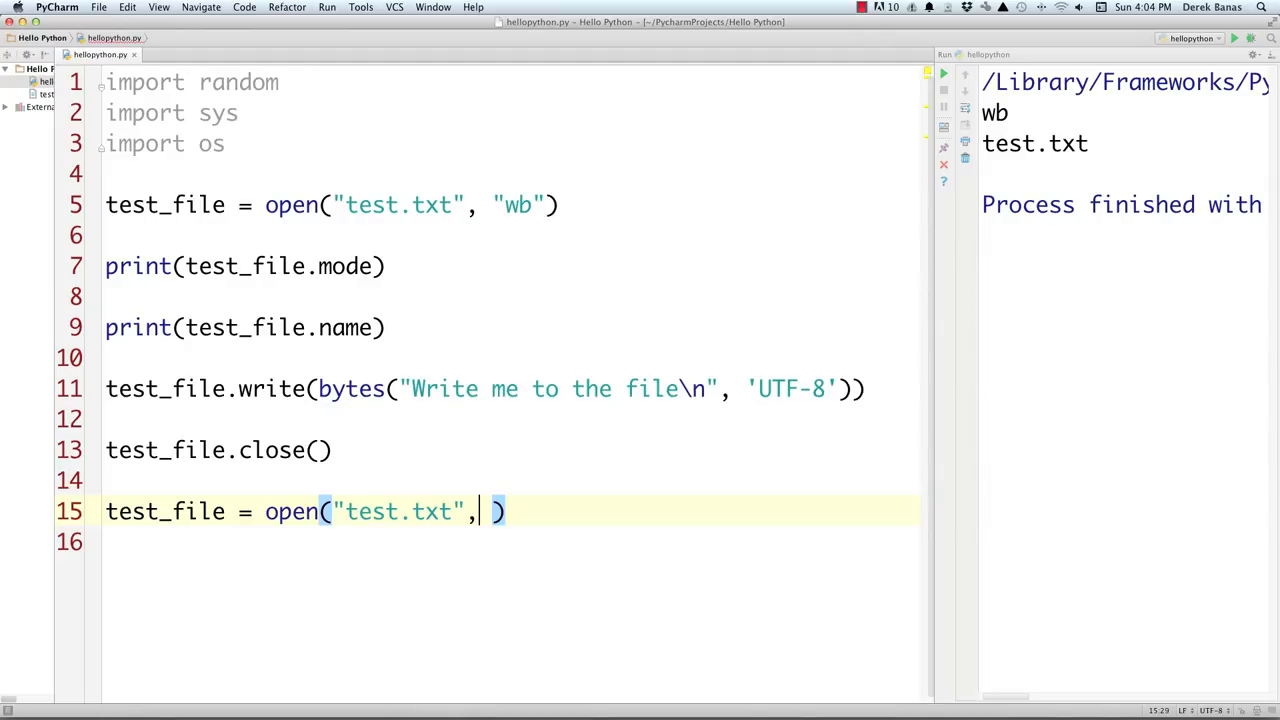 PyCharm File Edit View Navigate Code Refactor Run Tools VCS Window Help 10 Sun 4:04 PM Derek Banas
hellopython.py – Hello Python – [~/PycharmProjects/Hello Python]
Hello Python hellopython.py hellopython
hellopython.py Run hellopython
Hello P
hell
test
Extern
1 import random
2 import sys
3 import os
4
5 test_file = open("test.txt", "wb")
6
7 print(test_file.mode)
8
9 print(test_file.name)
10
11 test_file.write(bytes("Write me to the file\n", 'UTF-8'))
12
13 test_file.close()
14
15 test_file = open("test.txt", )
16
/Library/Frameworks/Py
wb
test.txt
Process finished with
15:29 LF UTF-8